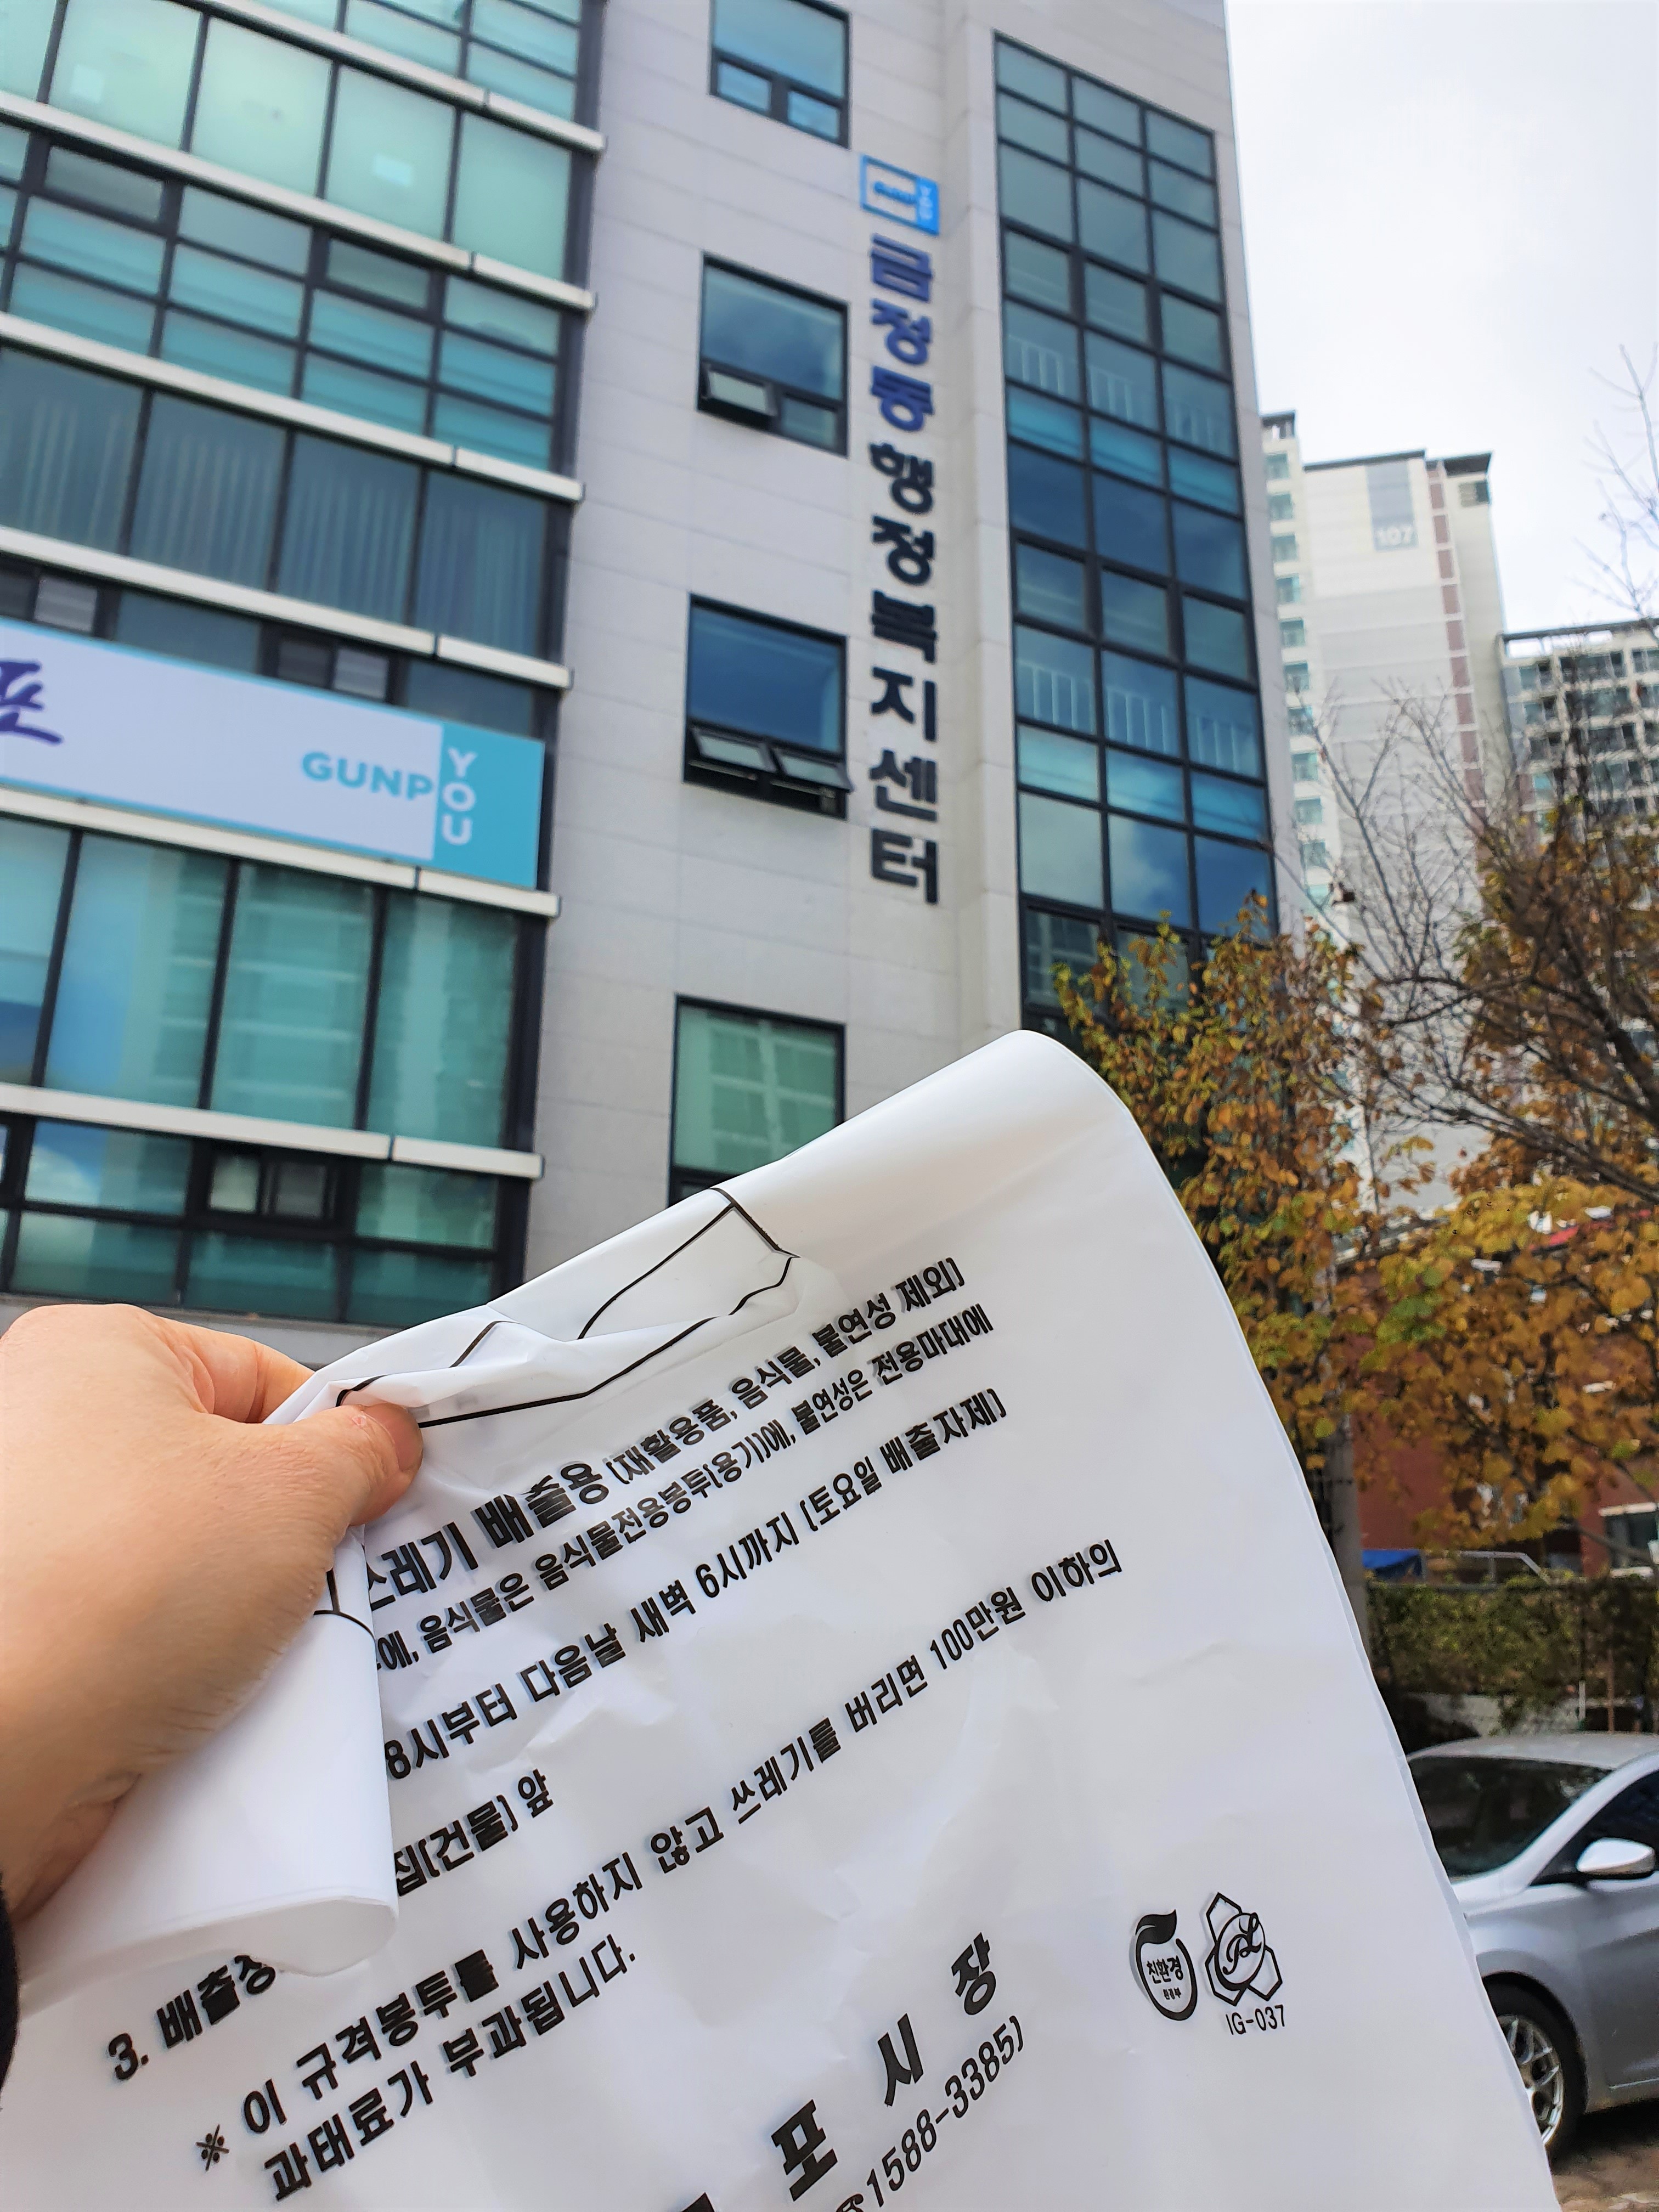 GUNP
YOU
금정동행정복지센터
107
포
GUNP
YOU
쓰레기 배출용 (재활용품, 음식물, 불연성 제외)
에, 음식물은 음식물전용봉투(용기)에, 불연성은 전용마대에
8시부터 다음날 새벽 6시까지 (토요일 배출자제)
3. 배출장
집(건물) 앞
※ 이 규격봉투를 사용하지 않고 쓰레기를 버리면 100만원 이하의
과태료가 부과됩니다.
포 시 장
☎1588-3385)
친환경
환경부
IG-037